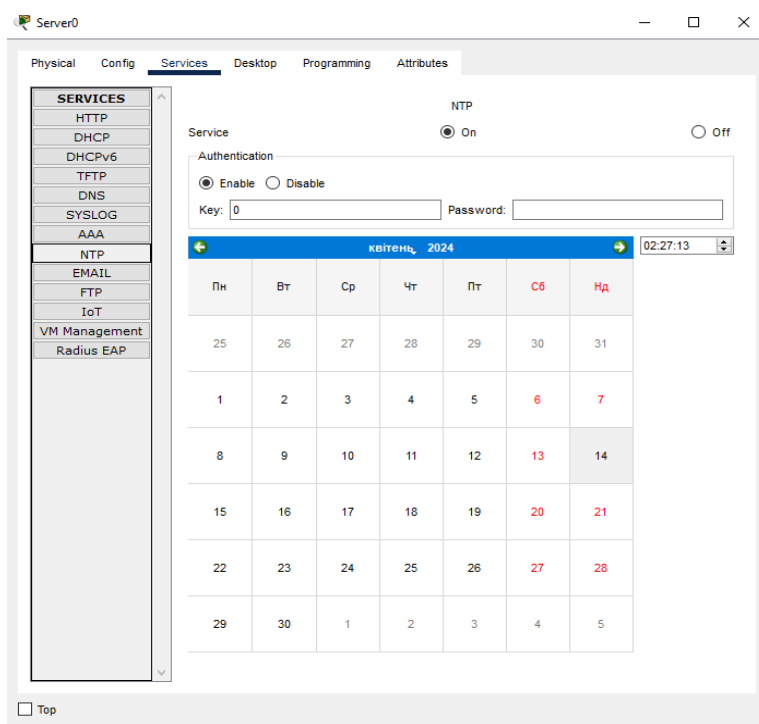 Server0
Physical Config Services Desktop Programming Attributes
SERVICES
HTTP
DHCP
DHCPv6
TFTP
DNS
SYSLOG
AAA
NTP
EMAIL
FTP
IoT
VM Management
Radius EAP
NTP
Service On Off
Authentication
Enable Disable
Key: 0 Password:
квітень, 2024 02:27:13
Пн Вт Ср Чт Пт Сб Нд
25 26 27 28 29 30 31
1 2 3 4 5 6 7
8 9 10 11 12 13 14
15 16 17 18 19 20 21
22 23 24 25 26 27 28
29 30 1 2 3 4 5
Top